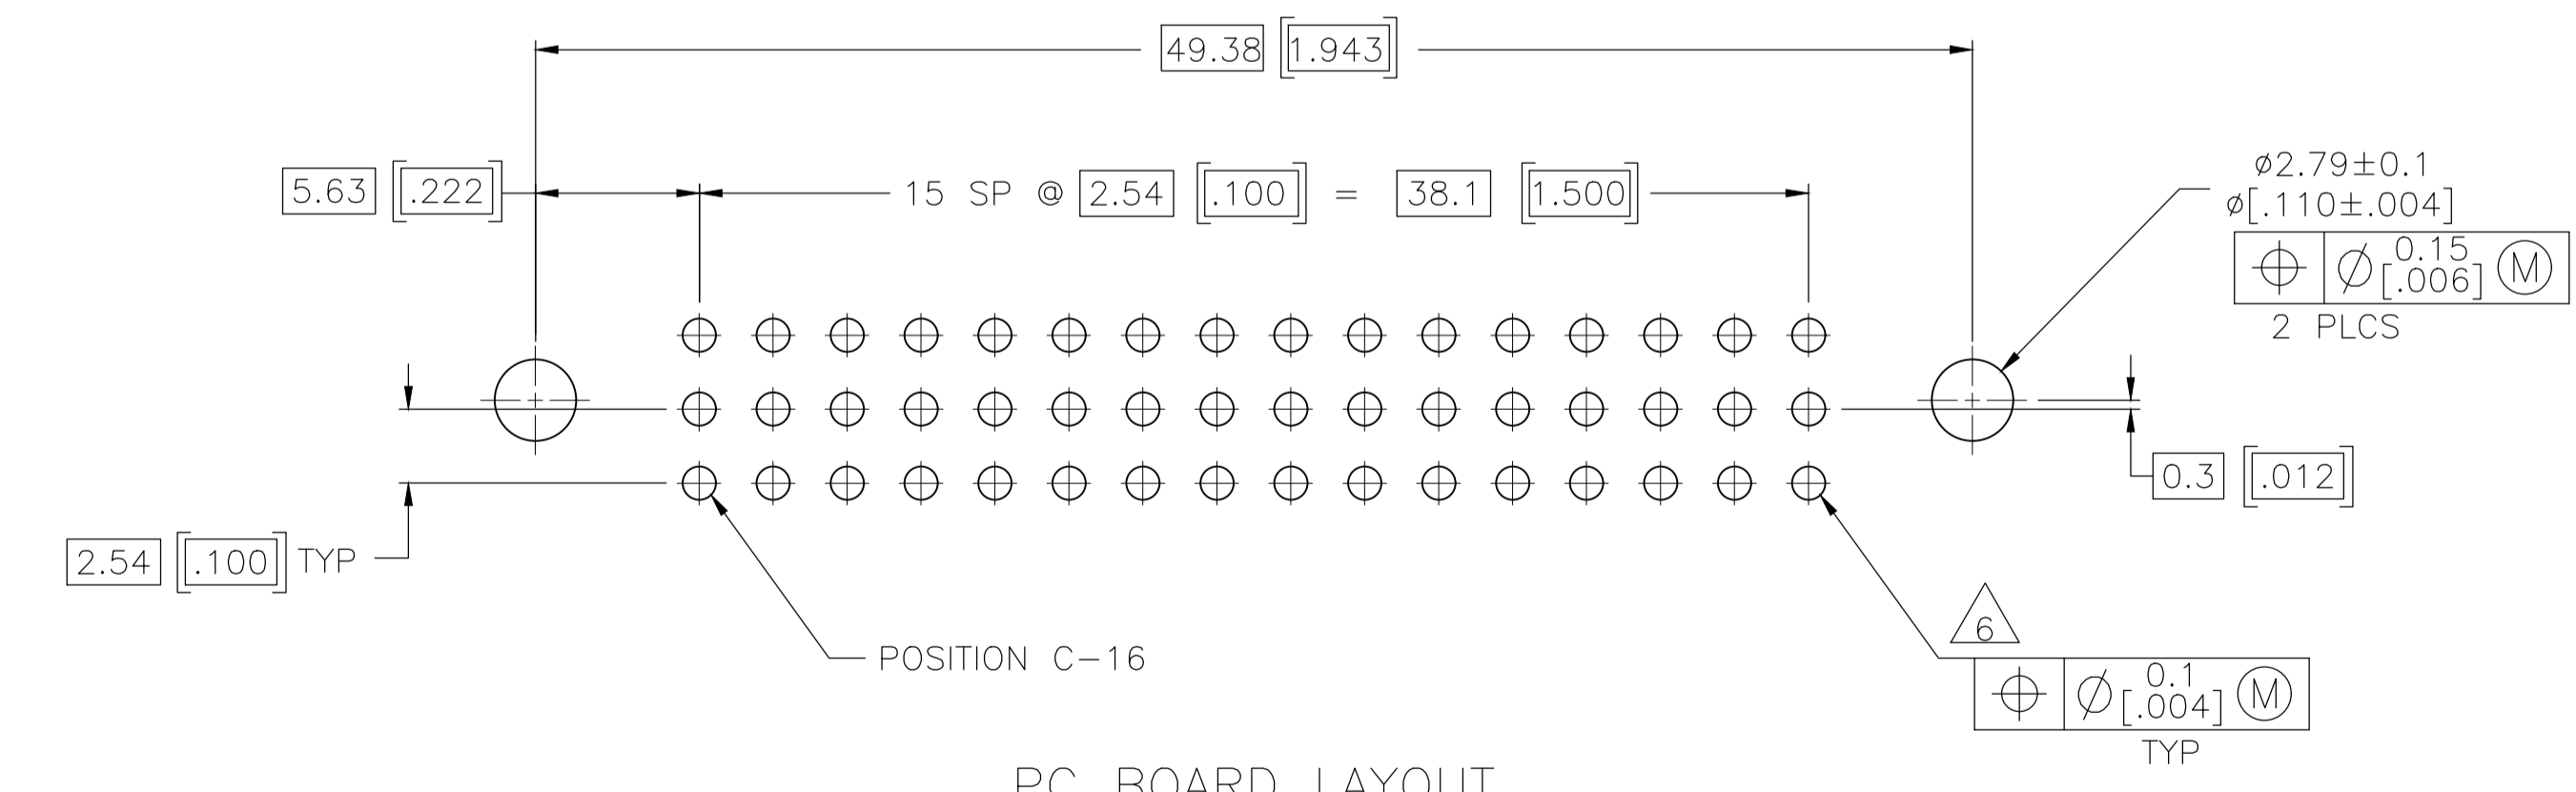 49.38 [1.943]
5.63 [.222]
15 SP @ 2.54 [.100] = 38.1 [1.500]
⌀2.79±0.1
⌀[.110±.004]
⌖ ⌀ 0.15 [.006] Ⓜ
2 PLCS
0.3 [.012]
2.54 [.100] TYP
POSITION C-16
6
⌖ ⌀ 0.1 [.004] Ⓜ
TYP
PC BOARD LAYOUT